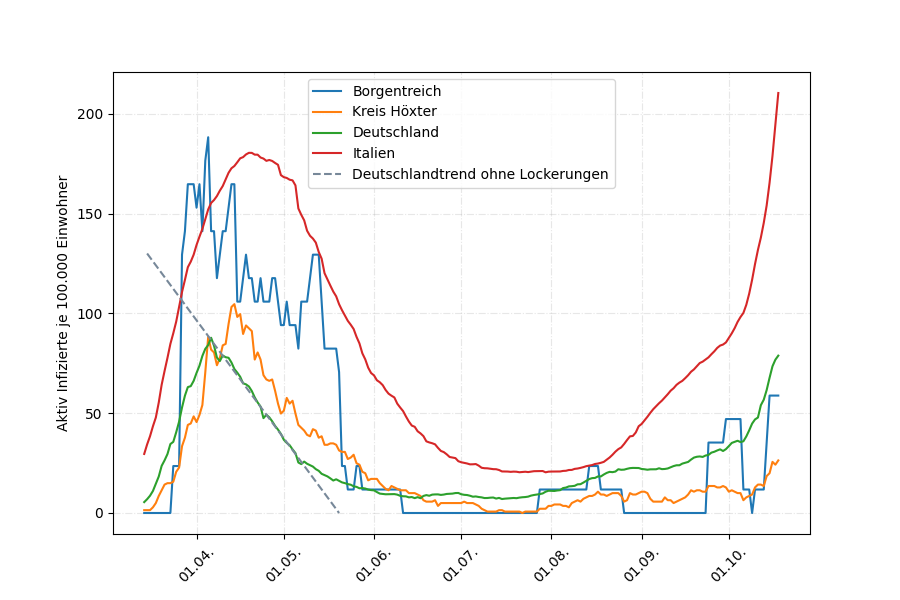 Borgentreich
Kreis Höxter
Deutschland
Italien
Deutschlandtrend ohne Lockerungen
Aktiv Infizierte je 100.000 Einwohner
200
150
100
50
0
01.04.
01.05.
01.06.
01.07.
01.08.
01.09.
01.10.